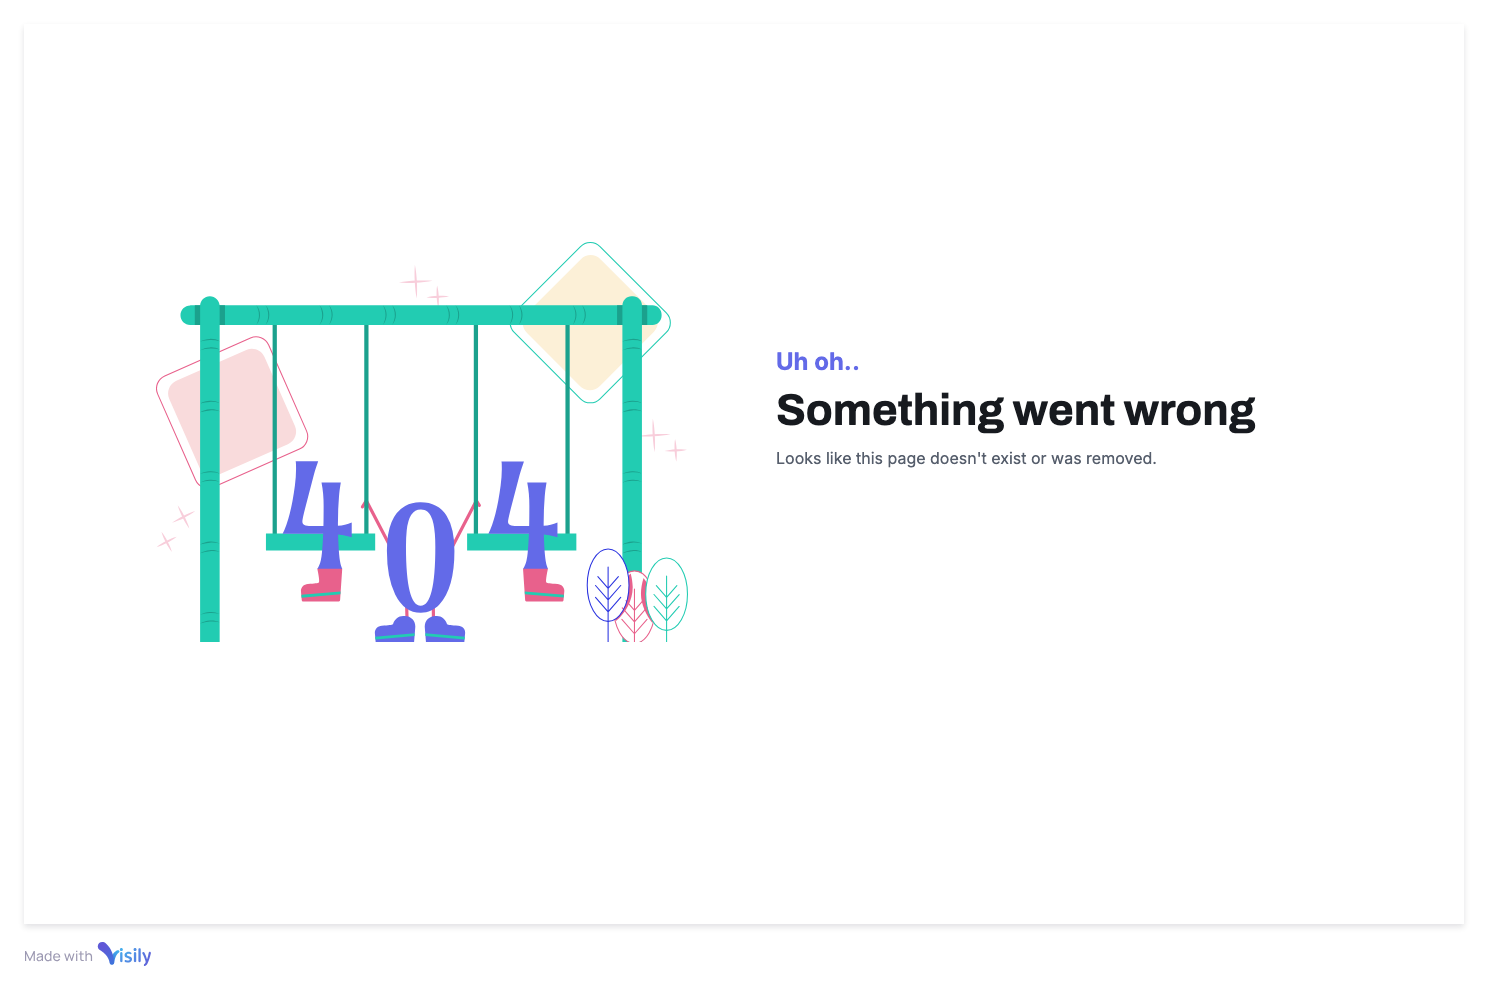 404
Uh oh..
Something went wrong
Looks like this page doesn't exist or was removed.
Made with Visily